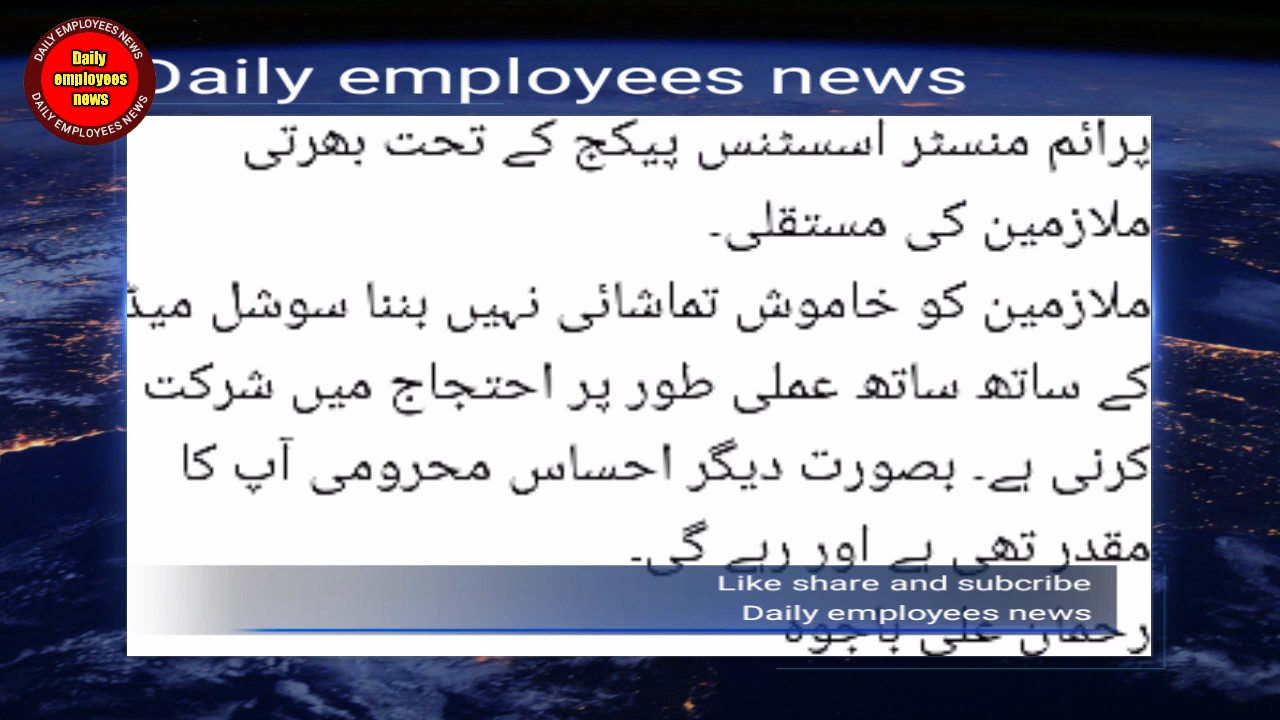 DAILY EMPLOYEES NEWS
Daily
employees
news
DAILY EMPLOYEES NEWS
Daily employees news
پرائم منسٹر اسسٹنس پیکج کے تحت بھرتی
ملازمین کی مستقلی۔
ملازمین کو خاموش تماشائی نہیں بننا سوشل میڈ
کے ساتھ ساتھ عملی طور پر احتجاج میں شرکت
کرنی ہے۔ بصورت دیگر احساس محرومی آپ کا
مقدر تھی ہے اور رہے گی۔
Like share and subcribe
Daily employees news
رحمان علی باجوہ